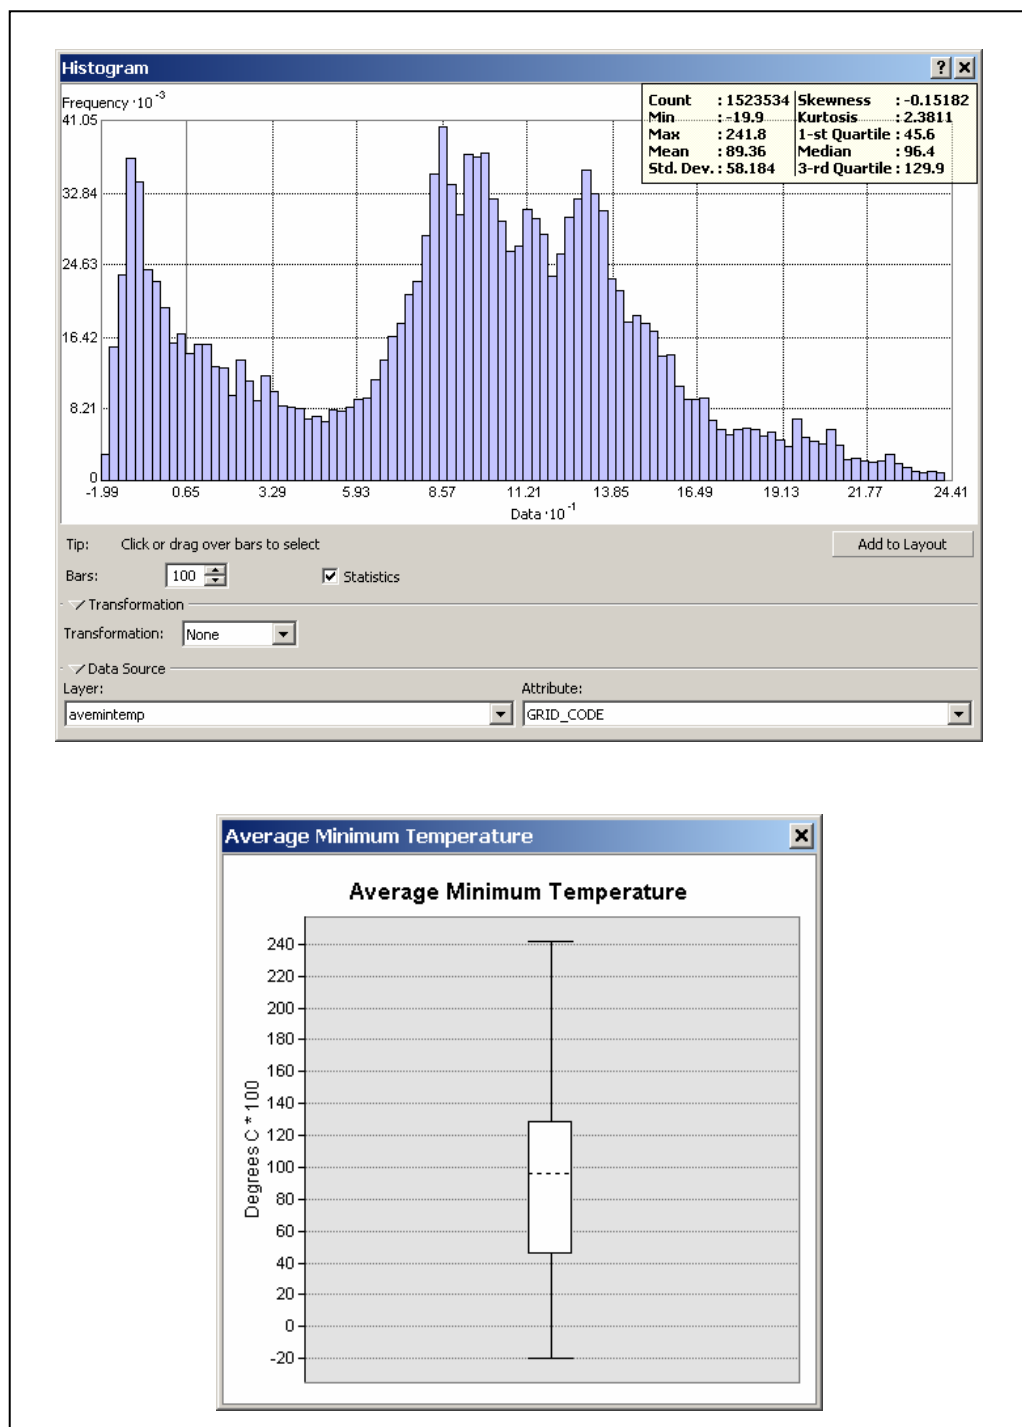 Histogram
Frequency ·10 -3
Count : 1523534 Skewness : -0.15182
Min : -19.9 Kurtosis : 2.3811
Max : 241.8 1-st Quartile : 45.6
Mean : 89.36 Median : 96.4
Std. Dev. : 58.184 3-rd Quartile : 129.9
41.05
32.84
24.63
16.42
8.21
0
-1.99 0.65 3.29 5.93 8.57 11.21 13.85 16.49 19.13 21.77 24.41
Data ·10 -1
Tip: Click or drag over bars to select Add to Layout
Bars: 100 Statistics
Transformation
Transformation: None
Data Source
Layer: Attribute:
avemintemp GRID_CODE
Average Minimum Temperature
Average Minimum Temperature
Degrees C * 100
240
220
200
180
160
140
120
100
80
60
40
20
0
-20